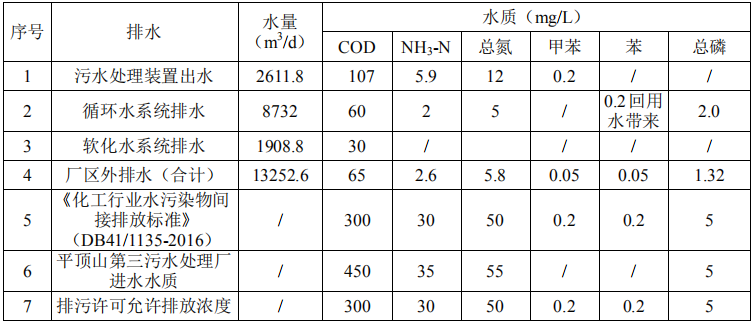 序号 排水 水量（m³/d） 水质（mg/L）
COD NH₃-N 总氮 甲苯 苯 总磷
1 污水处理装置出水 2611.8 107 5.9 12 0.2 / /
2 循环水系统排水 8732 60 2 5 / 0.2回用水带来 2.0
3 软化水系统排水 1908.8 30 / / / / /
4 厂区外排水（合计） 13252.6 65 2.6 5.8 0.05 0.05 1.32
5 《化工行业水污染物间接排放标准》（DB41/1135-2016） / 300 30 50 0.2 0.2 5
6 平顶山第三污水处理厂进水水质 / 450 35 55 / / 5
7 排污许可允许排放浓度 / 300 30 50 0.2 0.2 5